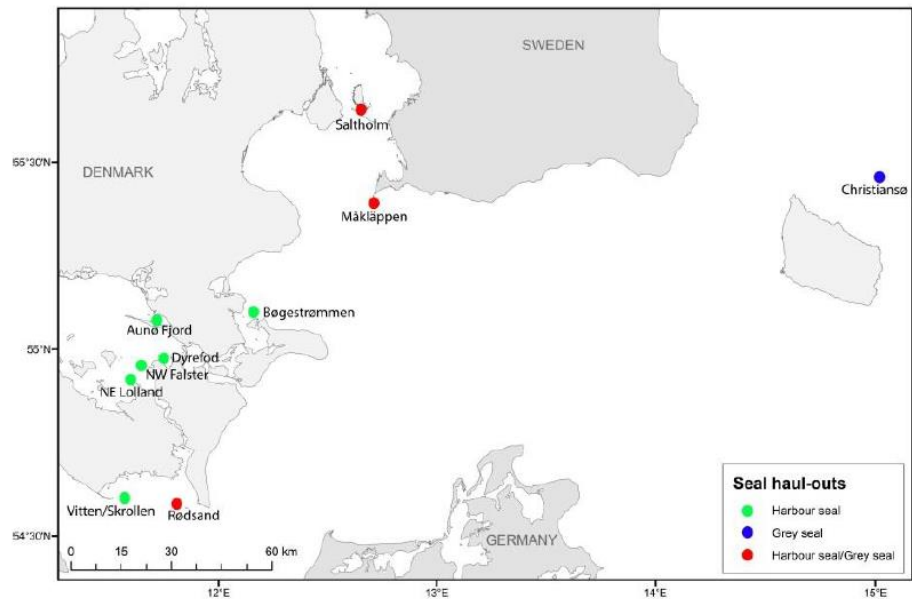 SWEDEN
Saltholm
55°30'N
DENMARK
Christiansø
Måkläppen
Bøgestrømmen
Aunø Fjord
55°N
Dyrefod
NW Falster
NE Lolland
Seal haul-outs
Harbour seal
Vitten/Skrollen
Rødsand
Grey seal
54°30'N
GERMANY
0 15 30 60 km
Harbour seal/Grey seal
12°E 13°E 14°E 15°E